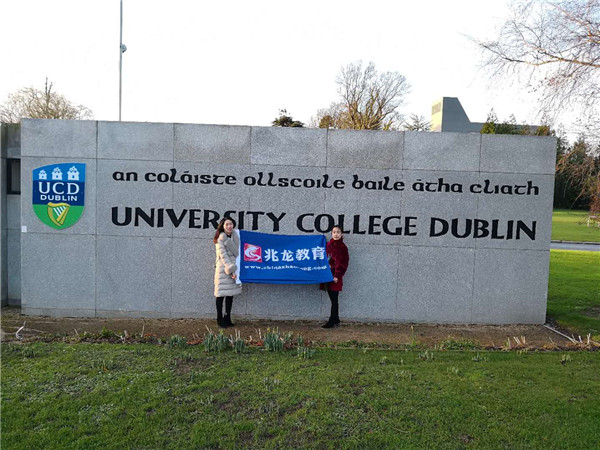 UCD
DUBLIN
an coláiste ollscoile baile átha cliath
UNIVERSITY COLLEGE DUBLIN
兆龙教育